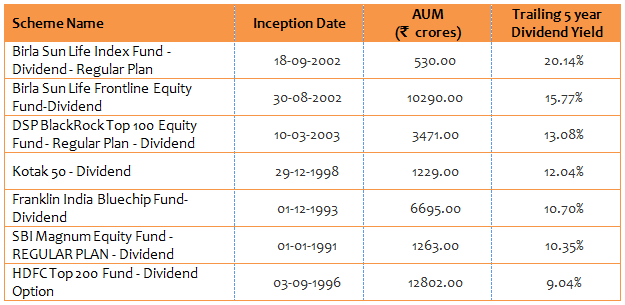 Scheme Name Inception Date AUM (₹ crores) Trailing 5 year Dividend Yield
Birla Sun Life Index Fund -
Dividend - Regular Plan 18-09-2002 530.00 20.14%
Birla Sun Life Frontline Equity
Fund-Dividend 30-08-2002 10290.00 15.77%
DSP BlackRock Top 100 Equity
Fund - Regular Plan - Dividend 10-03-2003 3471.00 13.08%
Kotak 50 - Dividend 29-12-1998 1229.00 12.04%
Franklin India Bluechip Fund-
Dividend 01-12-1993 6695.00 10.70%
SBI Magnum Equity Fund -
REGULAR PLAN - Dividend 01-01-1991 1263.00 10.35%
HDFC Top 200 Fund - Dividend
Option 03-09-1996 12802.00 9.04%